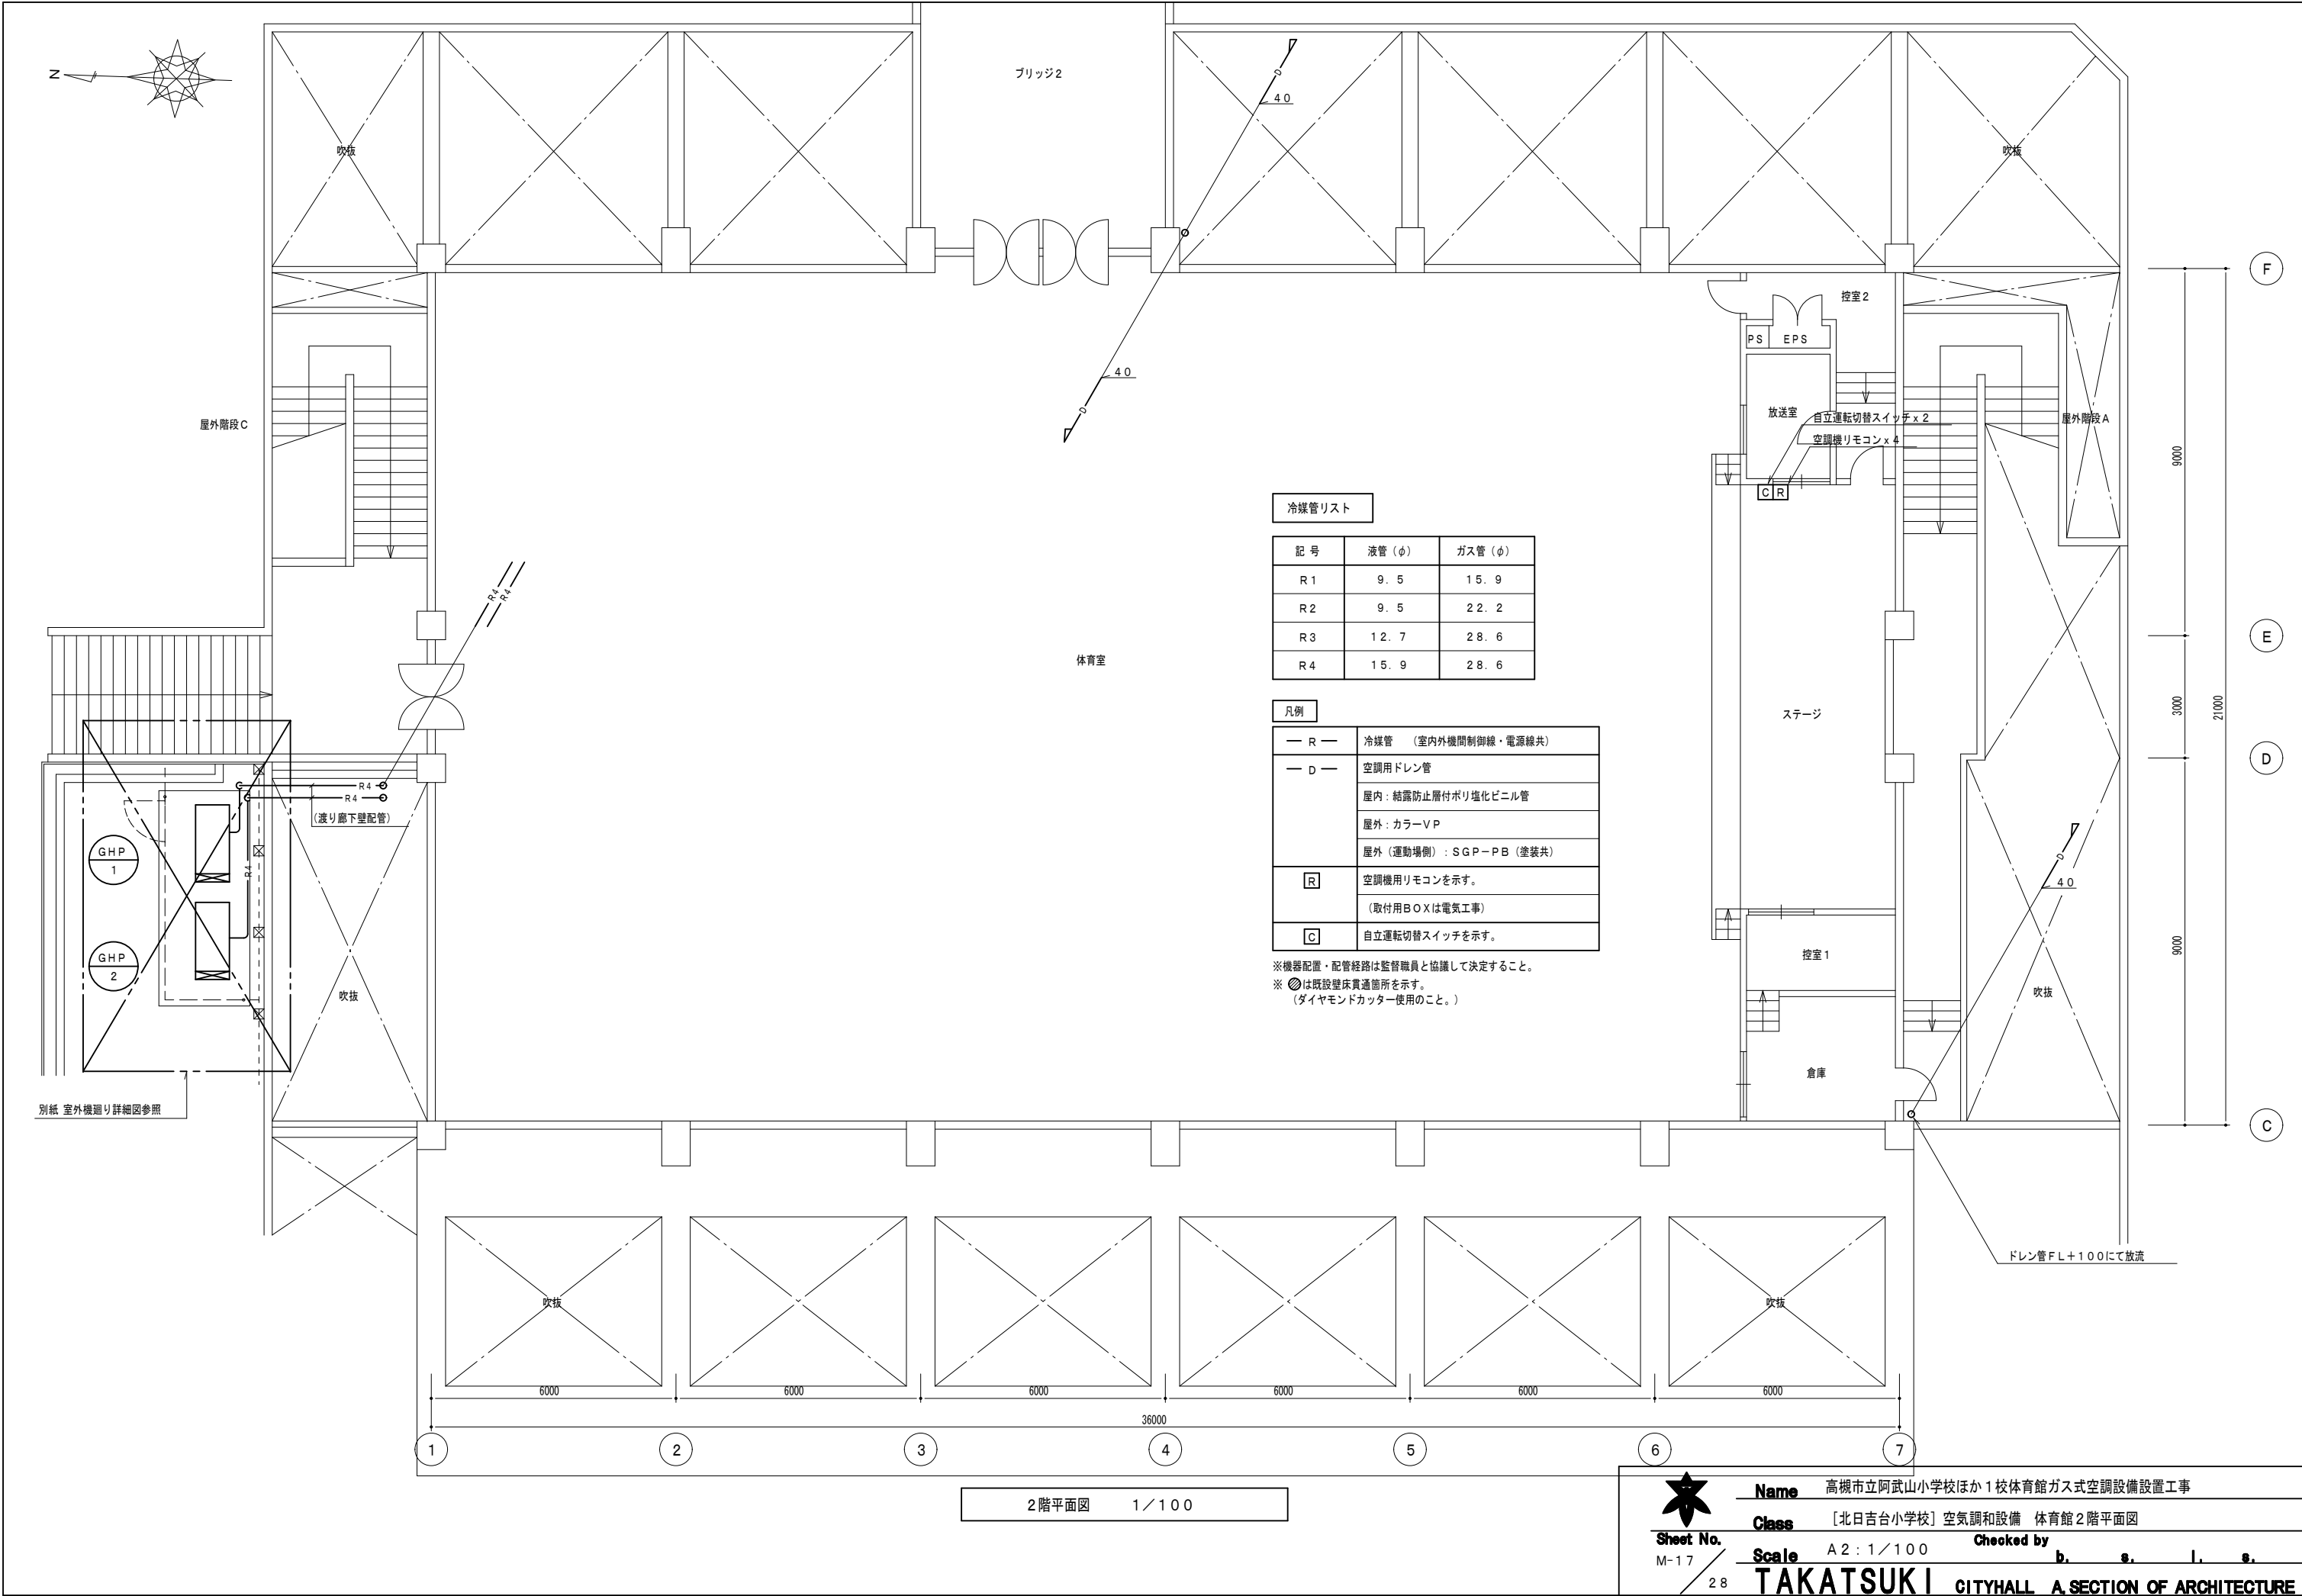 N
ブリッジ2
D
40
吹抜
吹抜
F
控室2
PS
EPS
40
D
放送室
自立運転切替スイッチx2
屋外階段A
屋外階段C
空調機リモコンx4
9000
C R
冷媒管リスト
記 号 液管(φ) ガス管(φ)
R1 9.5 15.9
R2 9.5 22.2
R3 12.7 28.6
R4 15.9 28.6
R4
R4
E
体育室
3000
21000
ステージ
凡例
R 冷媒管 (室内外機間制御線・電源線共)
D 空調用ドレン管
屋内:結露防止層付ポリ塩化ビニル管
屋外:カラーVP
屋外(運動場側):SGP-PB(塗装共)
R 空調機用リモコンを示す。
(取付用BOXは電気工事)
C 自立運転切替スイッチを示す。
※機器配置・配管経路は監督職員と協議して決定すること。
※ は既設壁床貫通箇所を示す。
(ダイヤモンドカッター使用のこと。)
D
R4
R4
(渡り廊下壁配管)
GHP
1
R4
D
40
GHP
2
控室1
9000
吹抜
吹抜
倉庫
別紙 室外機廻り詳細図参照
C
ドレン管FL+100にて放流
吹抜
吹抜
6000 6000 6000 6000 6000 6000
36000
1 2 3 4 5 6 7
2階平面図 1/100
Name 高槻市立阿武山小学校ほか1校体育館ガス式空調設備設置工事
Class [北日吉台小学校]空気調和設備 体育館2階平面図
Sheet No.
M-17
28
Scale A2:1/100 Checked by b. s. l. s.
TAKATSUKI CITYHALL A.SECTION OF ARCHITECTURE